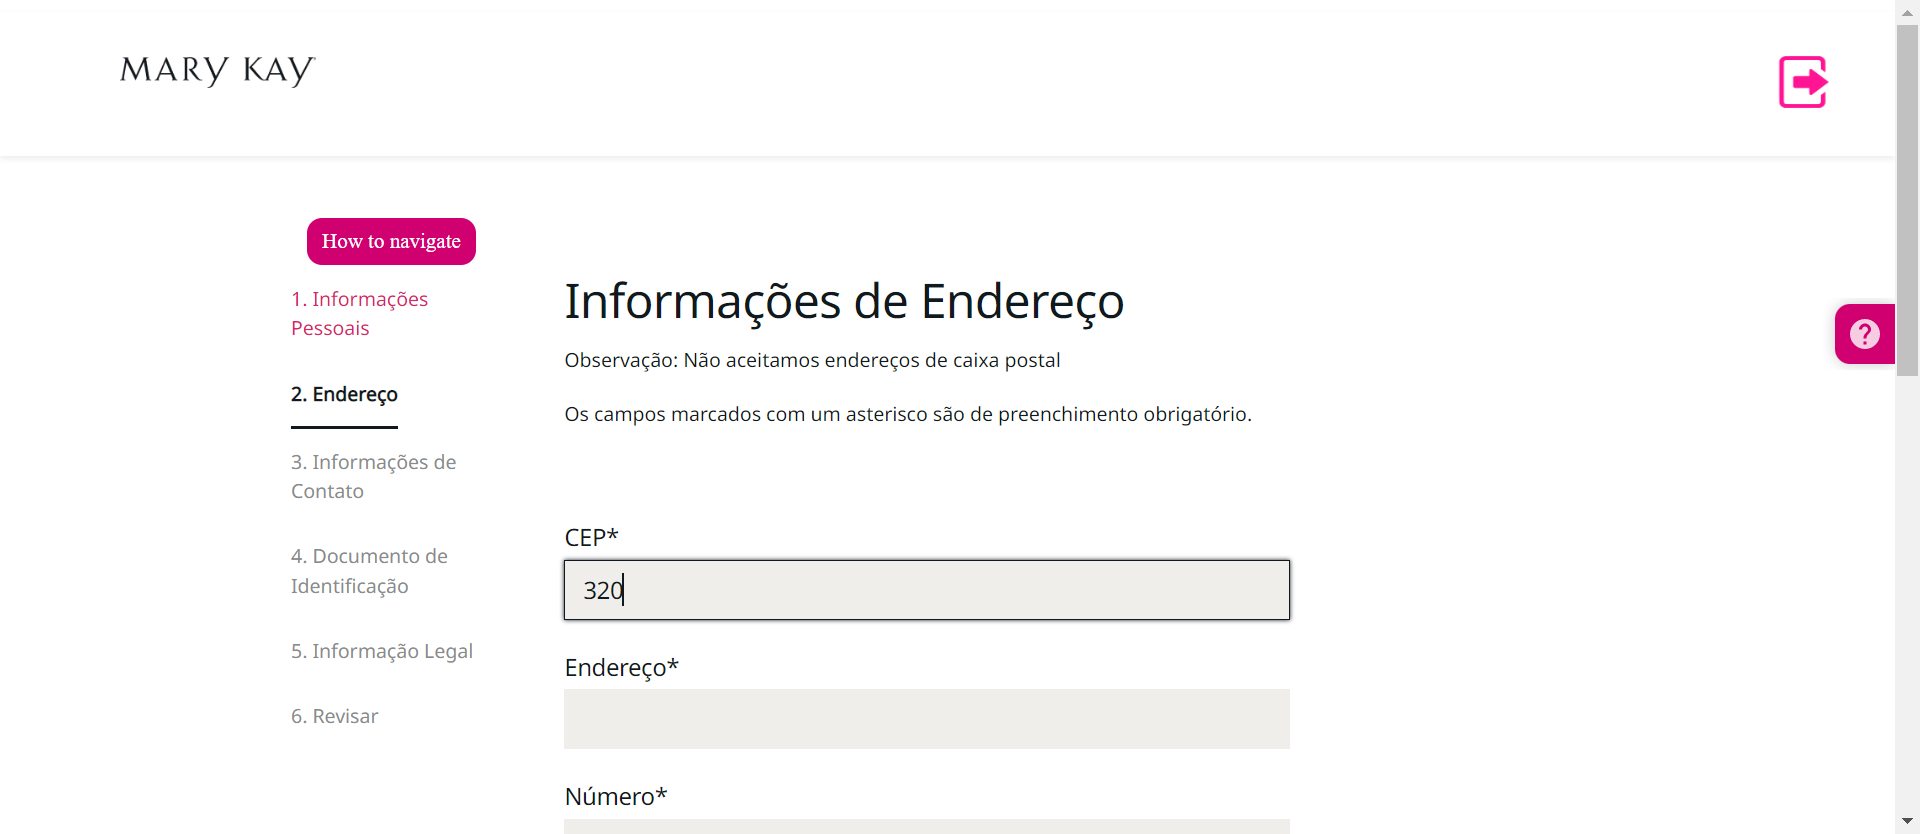 MARY KAY
How to navigate
1. Informações
Pessoais
2. Endereço
3. Informações de
Contato
4. Documento de
Identificação
5. Informação Legal
6. Revisar
Informações de Endereço
Observação: Não aceitamos endereços de caixa postal
Os campos marcados com um asterisco são de preenchimento obrigatório.
CEP*
320
Endereço*
Número*
?